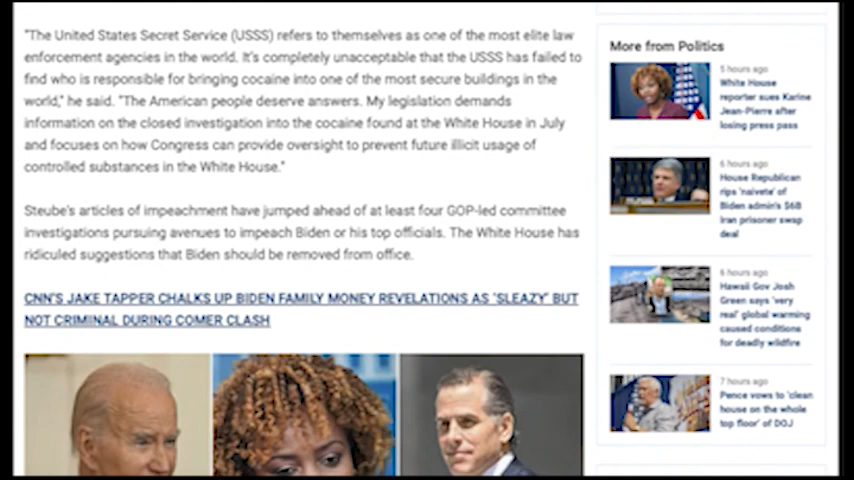 "The United States Secret Service (USSS) refers to themselves as one of the most elite law
enforcement agencies in the world. It's completely unacceptable that the USSS has failed to
find who is responsible for bringing cocaine into one of the most secure buildings in the
world," he said. "The American people deserve answers. My legislation demands
information on the closed investigation into the cocaine found at the White House in July
and focuses on how Congress can provide oversight to prevent future illicit usage of
controlled substances in the White House."
Steube's articles of impeachment have jumped ahead of at least four GOP-led committee
investigations pursuing avenues to impeach Biden or his top officials. The White House has
ridiculed suggestions that Biden should be removed from office.
CNN'S JAKE TAPPER CHALKS UP BIDEN FAMILY MONEY REVELATIONS AS 'SLEAZY' BUT
NOT CRIMINAL DURING COMER CLASH
More from Politics
5 hours ago
White House
reporter sues Karine
Jean-Pierre after
losing press pass
6 hours ago
House Republican
rips 'naivete' of
Biden admin's $6B
Iran prisoner swap
deal
6 hours ago
Hawaii Gov Josh
Green says 'very
real' global warming
caused conditions
for deadly wildfire
7 hours ago
Pence vows to 'clean
house on the whole
top floor' of DOJ